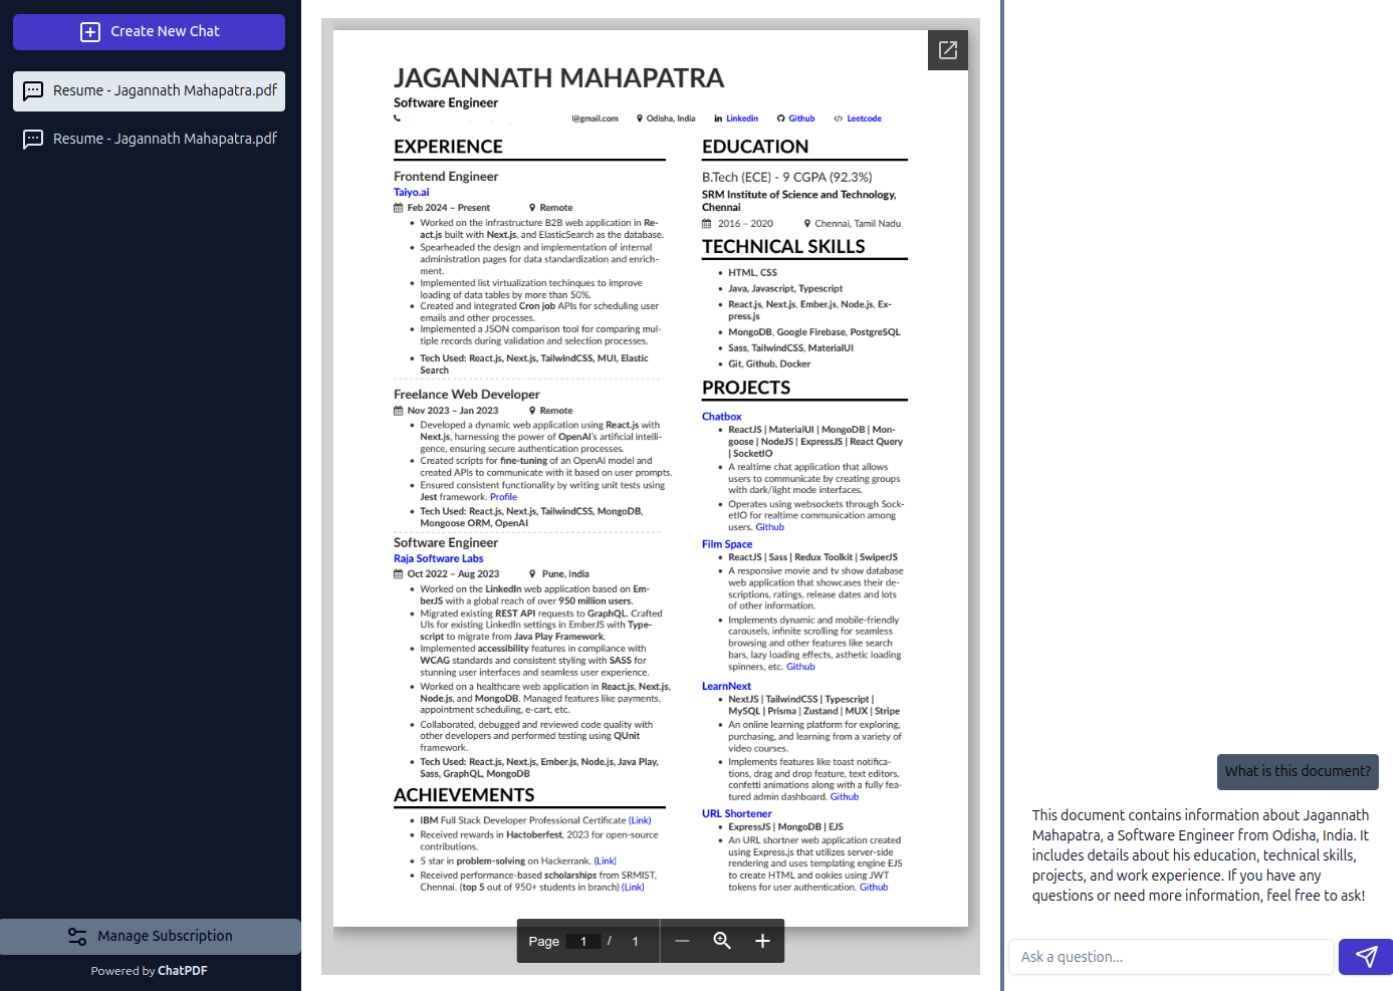 Create New Chat
Resume - Jagannath Mahapatra.pdf
Resume - Jagannath Mahapatra.pdf
Manage Subscription
Powered by ChatPDF
JAGANNATH MAHAPATRA
Software Engineer
@gmail.com Odisha, India Linkedin Github Leetcode
EXPERIENCE
Frontend Engineer
Taiyo.ai
Feb 2024 – Present Remote
• Worked on the infrastructure B2B web application in Re-
act.js built with Next.js, and ElasticSearch as the database.
• Spearheaded the design and implementation of internal
administration pages for data standardization and enrich-
ment.
• Implemented list virtualization techinques to improve
loading of data tables by more than 50%.
• Created and integrated Cron job APIs for scheduling user
emails and other processes.
• Implemented a JSON comparison tool for comparing mul-
tiple records during validation and selection processes.
• Tech Used: React.js, Next.js, TailwindCSS, MUI, Elastic
Search
Freelance Web Developer
Nov 2023 – Jan 2023 Remote
• Developed a dynamic web application using React.js with
Next.js, harnessing the power of OpenAI's artificial intelli-
gence, ensuring secure authentication processes.
• Created scripts for fine-tuning of an OpenAI model and
created APIs to communicate with it based on user prompts.
• Ensured consistent functionality by writing unit tests using
Jest framework. Profile
• Tech Used: React.js, Next.js, TailwindCSS, MongoDB,
Mongoose ORM, OpenAI
Software Engineer
Raja Software Labs
Oct 2022 – Aug 2023 Pune, India
• Worked on the LinkedIn web application based on Em-
berJS with a global reach of over 950 million users.
• Migrated existing REST API requests to GraphQL. Crafted
UIs for existing LinkedIn settings in EmberJS with Type-
script to migrate from Java Play Framework.
• Implemented accessibility features in compliance with
WCAG standards and consistent styling with SASS for
stunning user interfaces and seamless user experience.
• Worked on a healthcare web application in React.js, Next.js,
Node.js, and MongoDB. Managed features like payments,
appointment scheduling, e-cart, etc.
• Collaborated, debugged and reviewed code quality with
other developers and performed testing using QUnit
framework.
• Tech Used: React.js, Next.js, Ember.js, Node.js, Java Play,
Sass, GraphQL, MongoDB
ACHIEVEMENTS
• IBM Full Stack Developer Professional Certificate (Link)
• Received rewards in Hactoberfest, 2023 for open-source
contributions.
• 5 star in problem-solving on Hackerrank. (Link)
• Received performance-based scholarships from SRMIST,
Chennai. (top 5 out of 950+ students in branch) (Link)
EDUCATION
B.Tech (ECE) - 9 CGPA (92.3%)
SRM Institute of Science and Technology,
Chennai
2016 – 2020 Chennai, Tamil Nadu
TECHNICAL SKILLS
• HTML, CSS
• Java, Javascript, Typescript
• React.js, Next.js, Ember.js, Node.js, Ex-
press.js
• MongoDB, Google Firebase, PostgreSQL
• Sass, TailwindCSS, MaterialUI
• Git, Github, Docker
PROJECTS
Chatbox
• ReactJS | MaterialUI | MongoDB | Mon-
goose | NodeJS | ExpressJS | React Query
| SocketIO
• A realtime chat application that allows
users to communicate by creating groups
with dark/light mode interfaces.
• Operates using websockets through Sock-
etIO for realtime communication among
users. Github
Film Space
• ReactJS | Sass | Redux Toolkit | SwiperJS
• A responsive movie and tv show database
web application that showcases their de-
scriptions, ratings, release dates and lots
of other information.
• Implements dynamic and mobile-friendly
carousels, infinite scrolling for seamless
browsing and other features like search
bars, lazy loading effects, asthetic loading
spinners, etc. Github
LearnNext
• NextJS | TailwindCSS | Typescript |
MySQL | Prisma | Zustand | MUX | Stripe
• An online learning platform for exploring,
purchasing, and learning from a variety of
video courses.
• Implements features like toast notifica-
tions, drag and drop feature, text editors,
confetti animations along with a fully fea-
tured admin dashboard. Github
URL Shortener
• ExpressJS | MongoDB | EJS
• An URL shortner web application created
using Express.js that utilizes server-side
rendering and uses templating engine EJS
to create HTML and ookies using JWT
tokens for user authentication. Github
Page 1 / 1
What is this document?
This document contains information about Jagannath
Mahapatra, a Software Engineer from Odisha, India. It
includes details about his education, technical skills,
projects, and work experience. If you have any
questions or need more information, feel free to ask!
Ask a question...